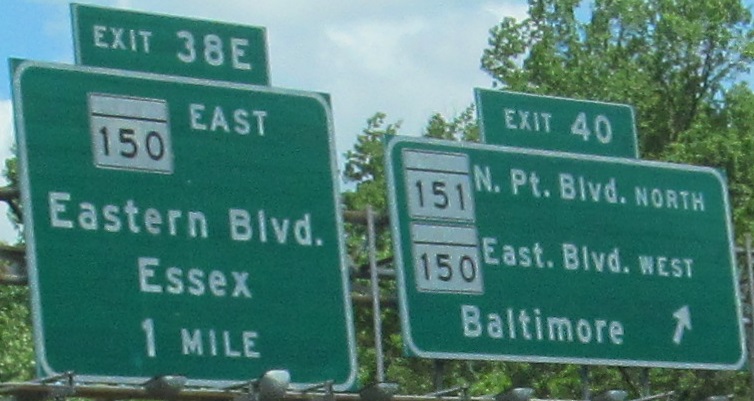 EXIT 38E
150 EAST
Eastern Blvd.
Essex
1 MILE
EXIT 40
151 N. Pt. Blvd. NORTH
150 East. Blvd. WEST
Baltimore